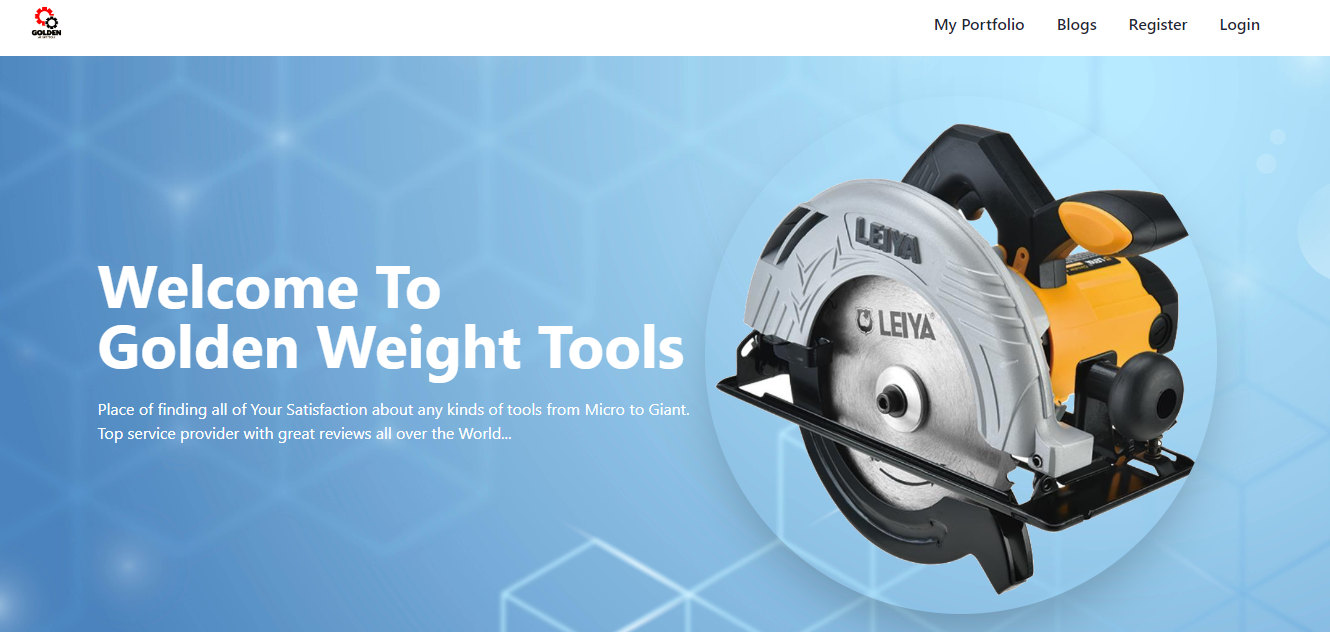 GOLDEN
My Portfolio Blogs Register Login
Welcome To
Golden Weight Tools
Place of finding all of Your Satisfaction about any kinds of tools from Micro to Giant.
Top service provider with great reviews all over the World...
LEIYA
LEIYA